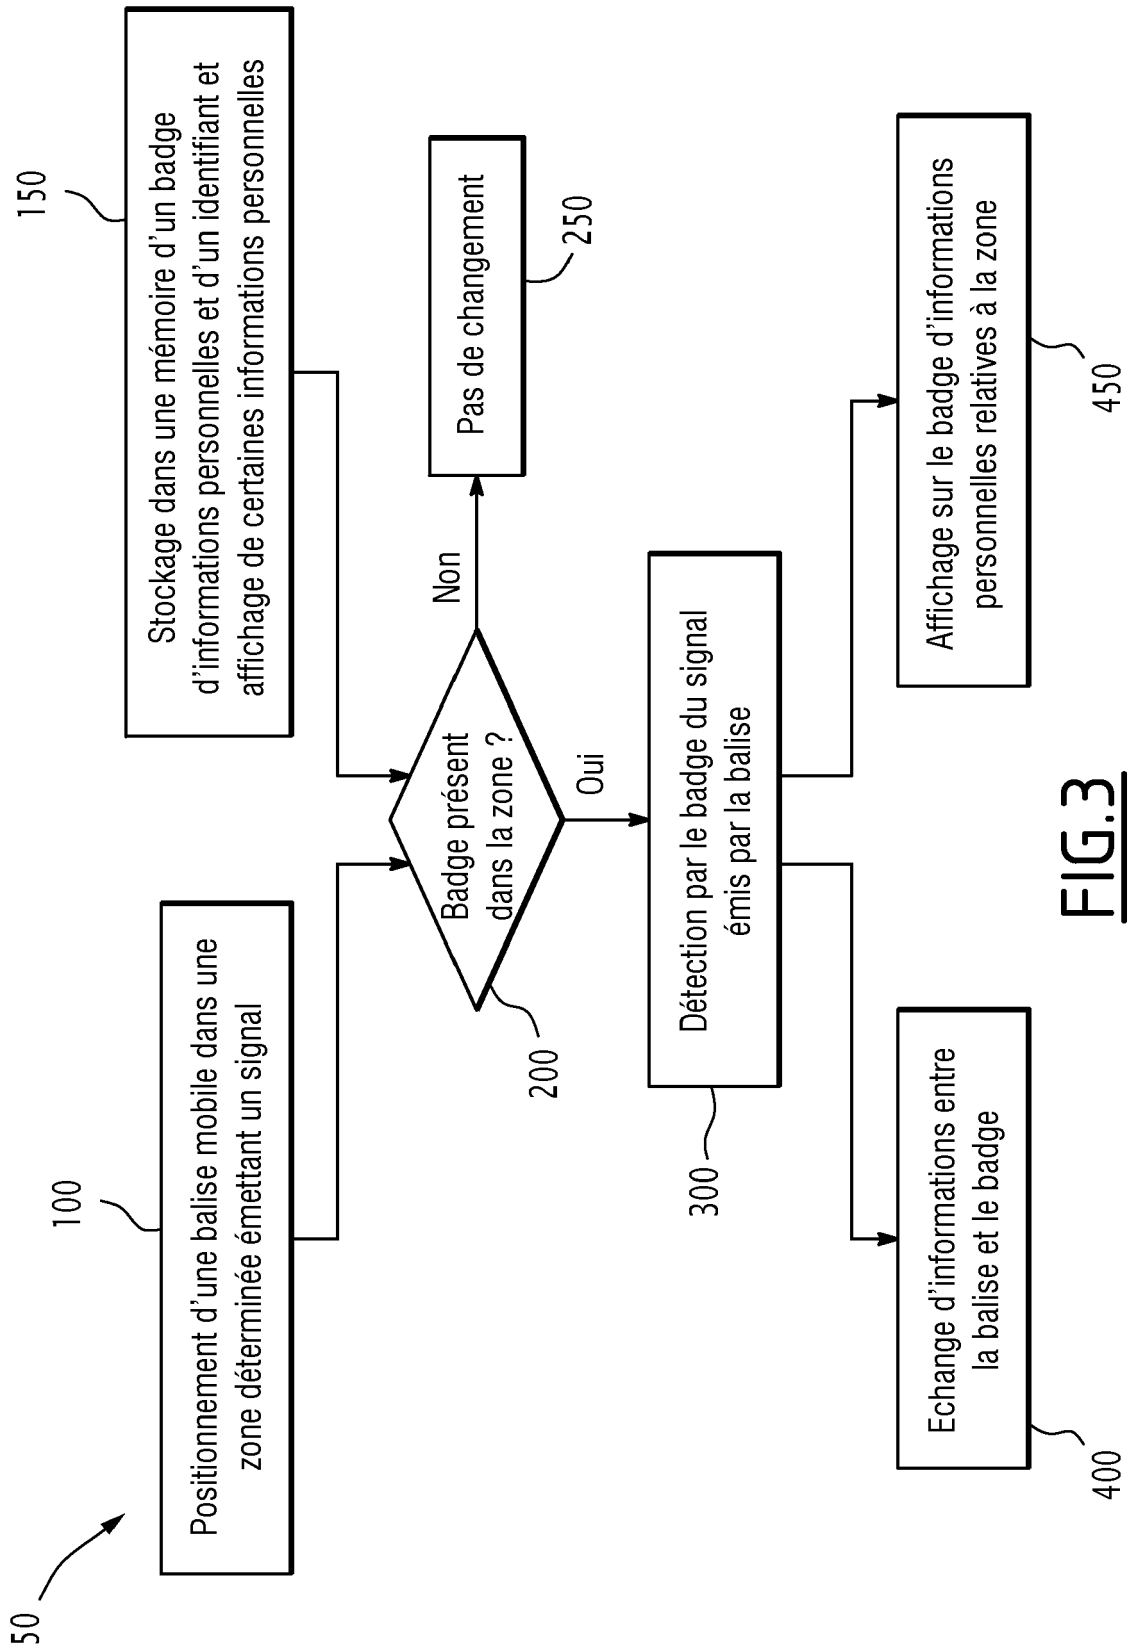 50
100
Positionnement d'une balise mobile dans une
zone déterminée émettant un signal
150
Stockage dans une mémoire d'un badge
d'informations personnelles et d'un identifiant et
affichage de certaines informations personnelles
200
Badge présent
dans la zone ?
Non
Pas de changement
250
Oui
300
Détection par le badge du signal
émis par la balise
400
Echange d'informations entre
la balise et le badge
450
Affichage sur le badge d'informations
personnelles relatives à la zone
FIG.3